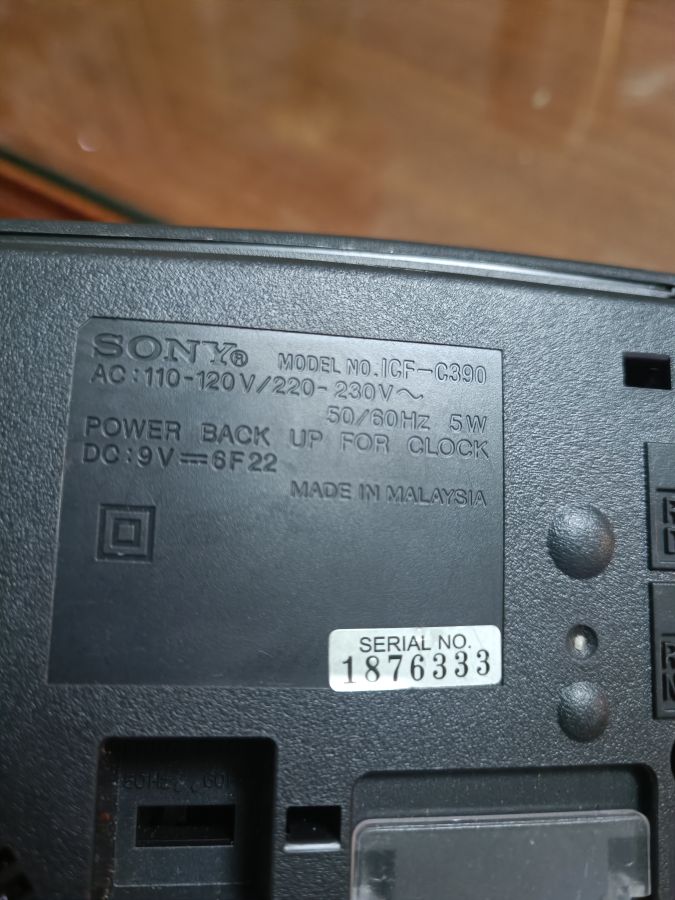 SONY® MODEL NO. ICF-C390
AC:110-120V/220-230V～
50/60Hz 5W
POWER BACK UP FOR CLOCK
DC:9V⎓6F22
MADE IN MALAYSIA
SERIAL NO.
1876333